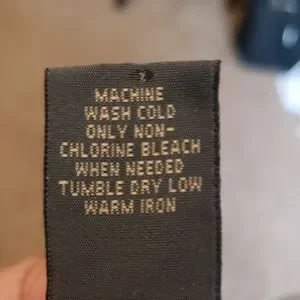 MACHINE
WASH COLD
ONLY NON-
CHLORINE BLEACH
WHEN NEEDED
TUMBLE DRY LOW
WARM IRON